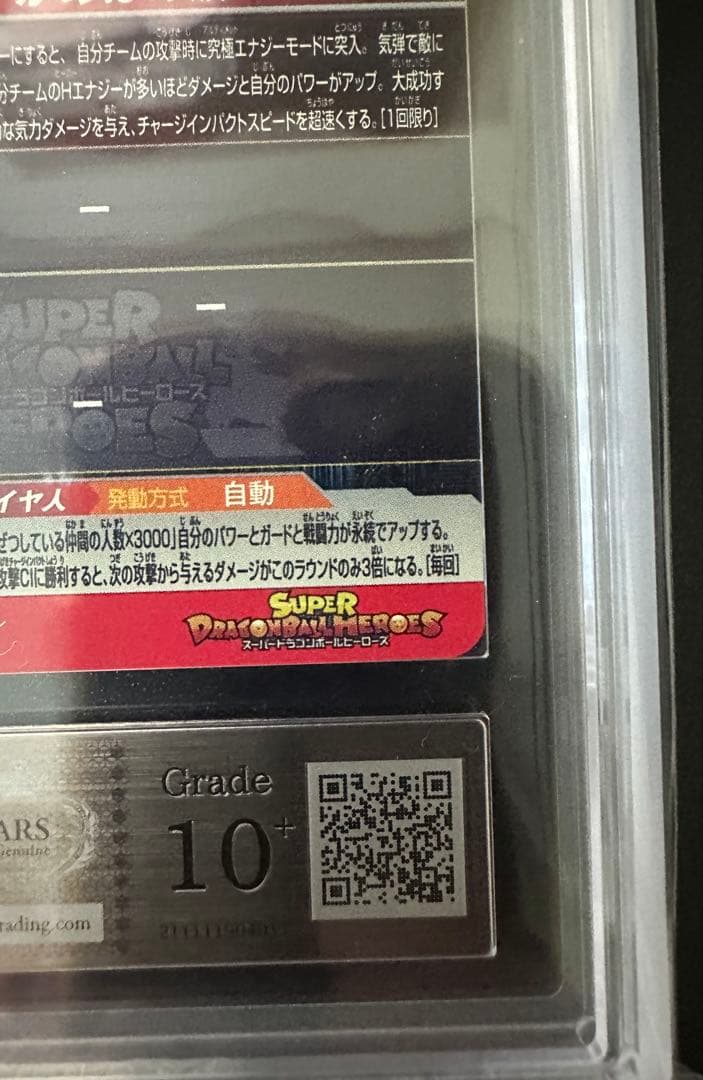 ーにすると、自分チームの攻撃時に究極エナジーモードに突入。気弾で敵に
分チームのHエナジーが多いほどダメージと自分のパワーがアップ。大成功す
な気力ダメージを与え、チャージインパクトスピードを超速くする。[1回限り]
SUPER
DRAGON BALL
ドラゴンボールヒーローズ
HEROES
イヤ人 発動方式 自動
ぜつしている仲間の人数×3000」自分のパワーとガードと戦闘力が永続でアップする。
攻撃CIに勝利すると、次の攻撃から与えるダメージがこのラウンドのみ3倍になる。[毎回]
SUPER
DRAGONBALL HEROES
スーパードラゴンボールヒーローズ
Grade
10+
ARS
Genuine
rading.com